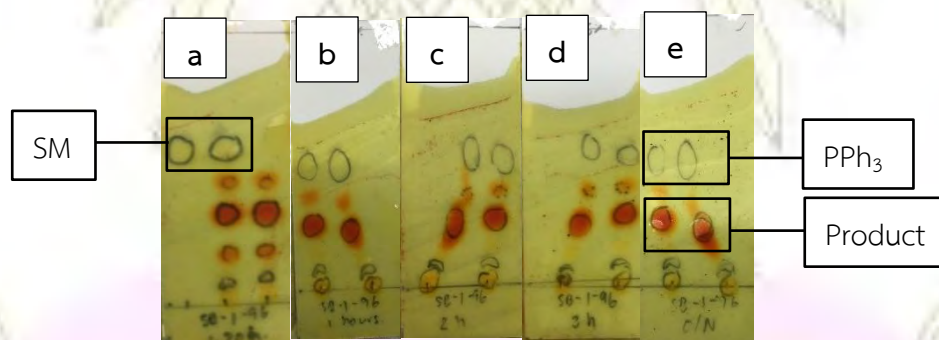 a
b
c
d
e
SM
PPh₃
Product
SB-1-96
SB-1-96
1 hours
SB-1-96
2 h
SB-1-96
3 h
SB-1-96
O/N